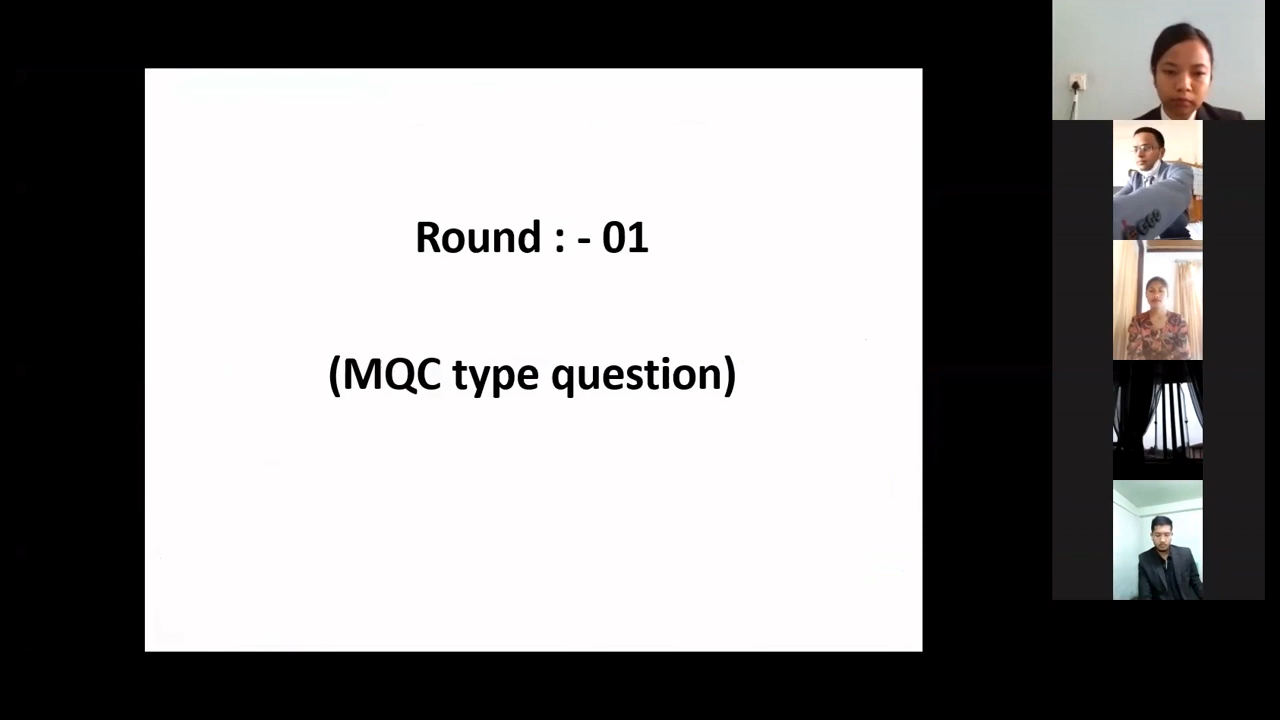 Round : - 01
(MQC type question)